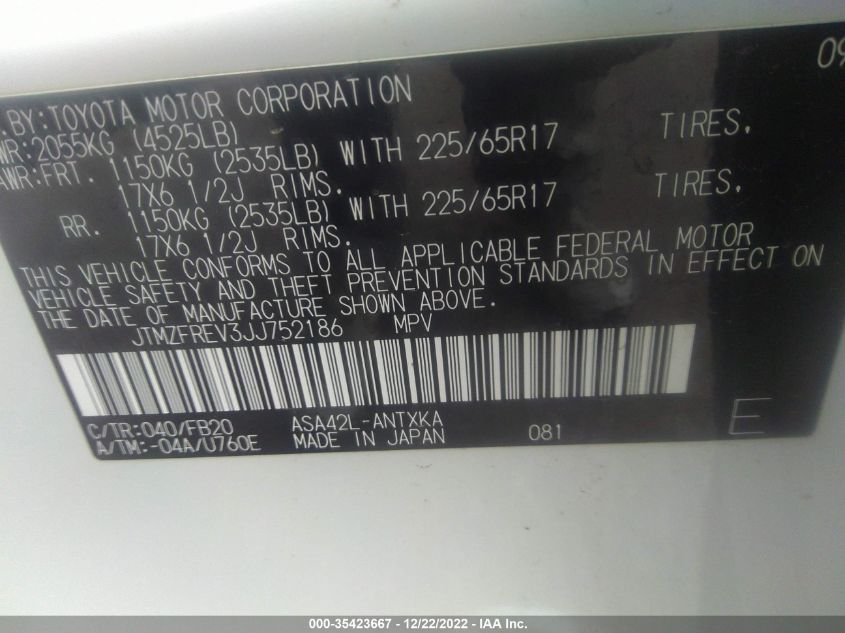 09
.BY:TOYOTA MOTOR CORPORATION
WR:2055KG (4525LB)
AWR:FRT. 1150KG (2535LB) WITH 225/65R17 TIRES,
17X6 1/2J RIMS.
RR. 1150KG (2535LB) WITH 225/65R17 TIRES,
17X6 1/2J RIMS.
THIS VEHICLE CONFORMS TO ALL APPLICABLE FEDERAL MOTOR
VEHICLE SAFETY AND THEFT PREVENTION STANDARDS IN EFFECT ON
THE DATE OF MANUFACTURE SHOWN ABOVE.
JTMZFREV3JJ752186 MPV
C/TR:040/FB20 ASA42L-ANTXKA
A/TM:-04A/U760E MADE IN JAPAN 081 E
000-35423667 - 12/22/2022 - IAA Inc.